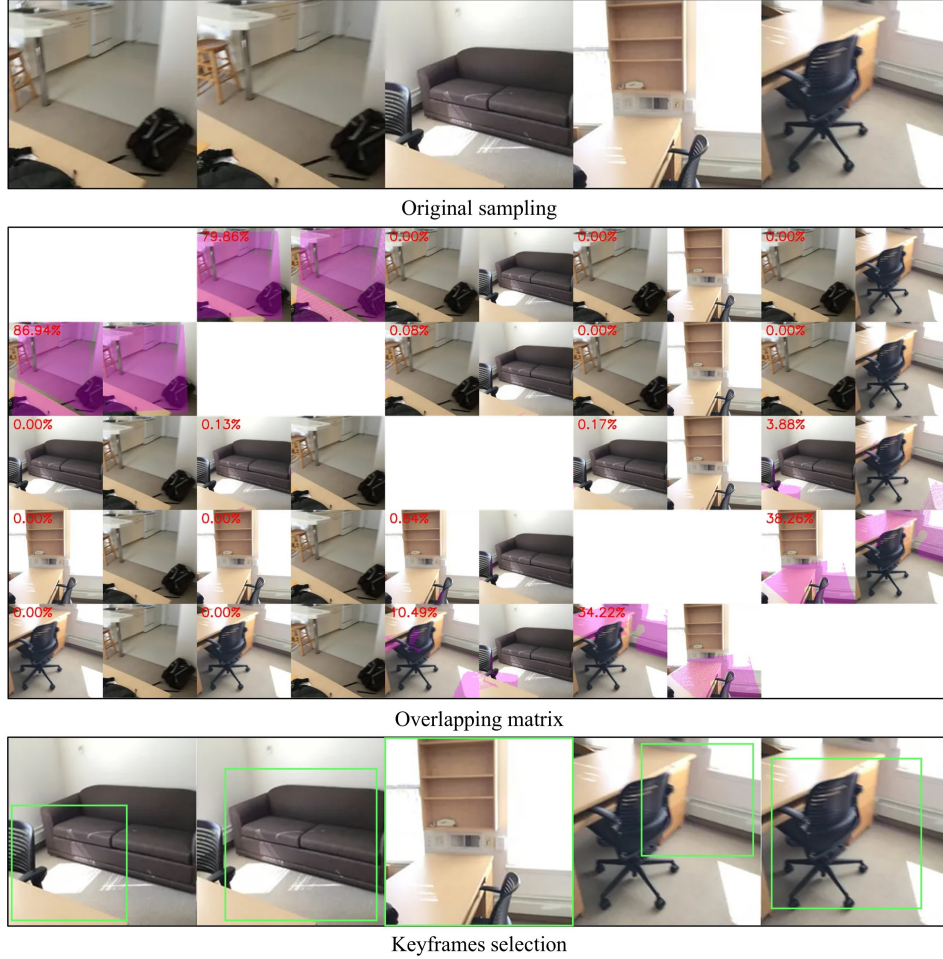 Original sampling
79.86% 0.00% 0.00% 0.00%
86.94% 0.08% 0.00% 0.00%
0.00% 0.13% 0.17% 3.88%
0.00% 0.00% 0.64% 38.26%
0.00% 0.00% 10.49% 34.22%
Overlapping matrix
Keyframes selection